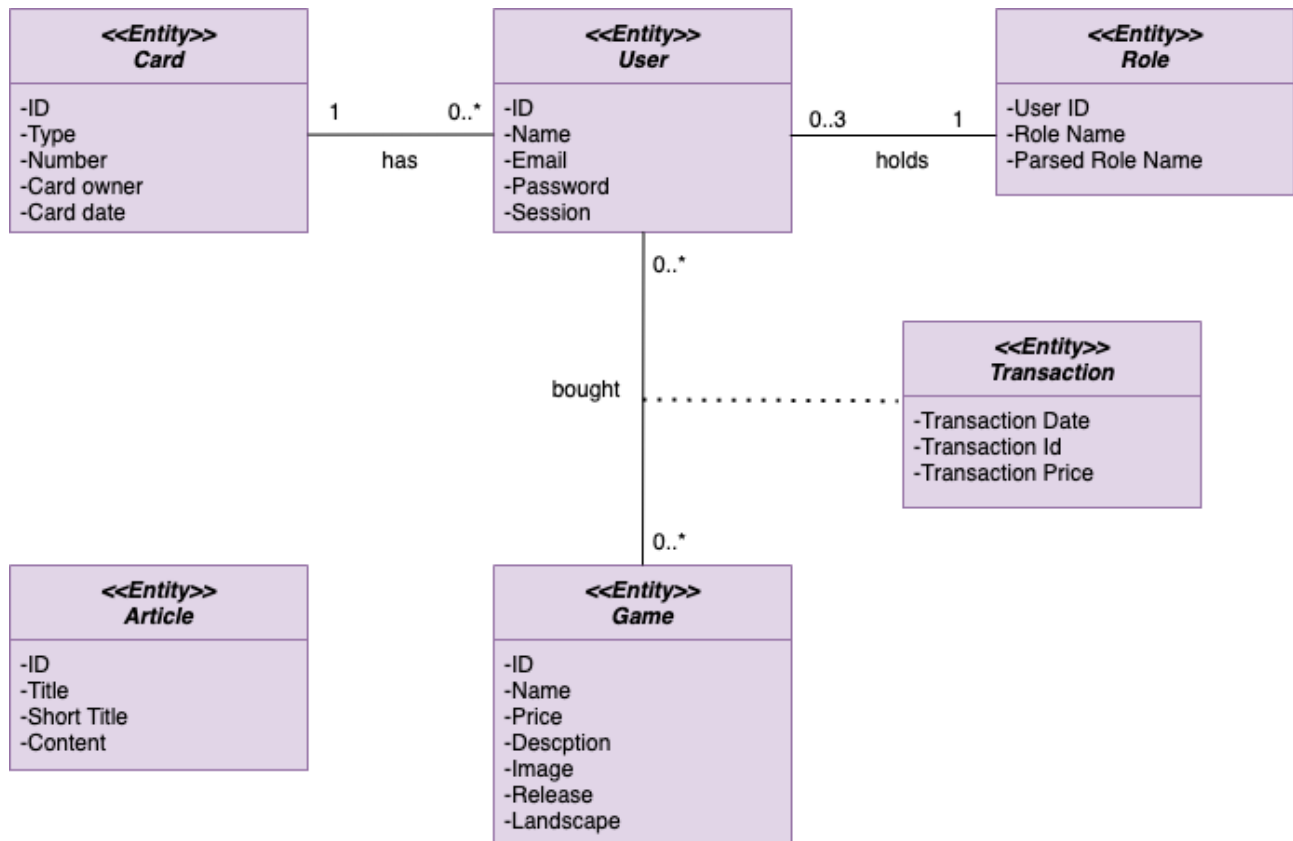 <<Entity>>
Card
-ID
-Type
-Number
-Card owner
-Card date
1
0..*
has
<<Entity>>
User
-ID
-Name
-Email
-Password
-Session
0..3
1
holds
<<Entity>>
Role
-User ID
-Role Name
-Parsed Role Name
0..*
bought
0..*
<<Entity>>
Transaction
-Transaction Date
-Transaction Id
-Transaction Price
<<Entity>>
Article
-ID
-Title
-Short Title
-Content
<<Entity>>
Game
-ID
-Name
-Price
-Descption
-Image
-Release
-Landscape